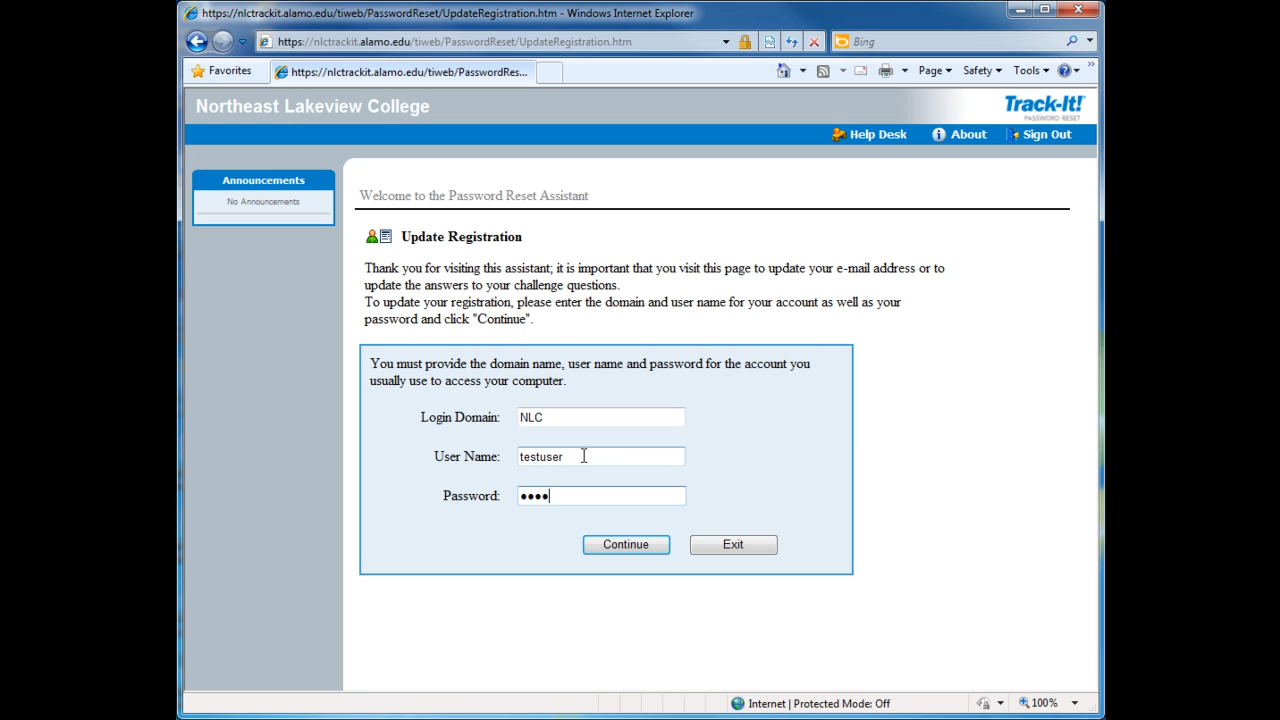 https://nlctrackit.alamo.edu/tiweb/PasswordReset/UpdateRegistration.htm - Windows Internet Explorer
https://nlctrackit.alamo.edu/tiweb/PasswordReset/UpdateRegistration.htm
Bing
Favorites
https://nlctrackit.alamo.edu/tiweb/PasswordRes...
Page
Safety
Tools
Northeast Lakeview College
Track-It!
PASSWORD RESET
Help Desk
About
Sign Out
Announcements
No Announcements
Welcome to the Password Reset Assistant
Update Registration
Thank you for visiting this assistant; it is important that you visit this page to update your e-mail address or to
update the answers to your challenge questions.
To update your registration, please enter the domain and user name for your account as well as your
password and click "Continue".
You must provide the domain name, user name and password for the account you
usually use to access your computer.
Login Domain: NLC
User Name: testuser
Password: ●●●●
Continue Exit
Internet | Protected Mode: Off
100%